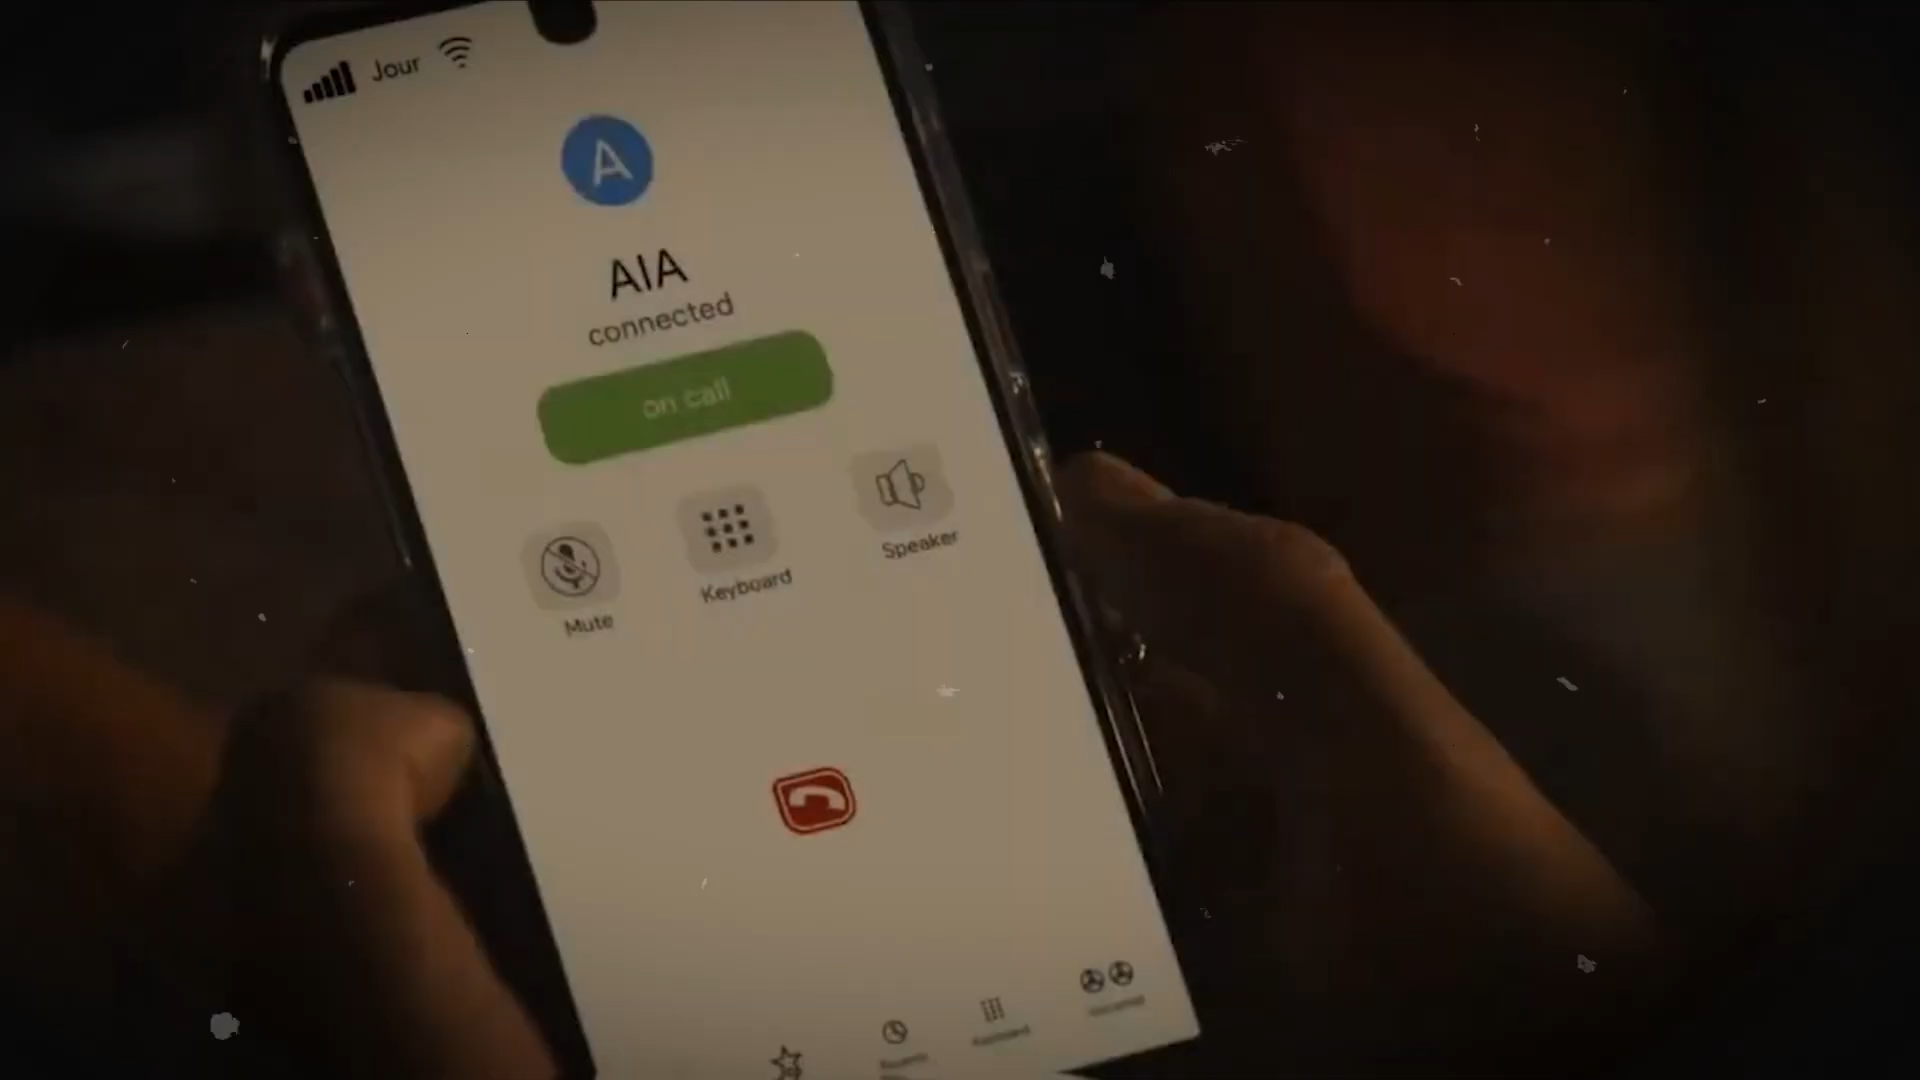 Jour
A
AIA
connected
on call
Speaker
Keyboard
Mute